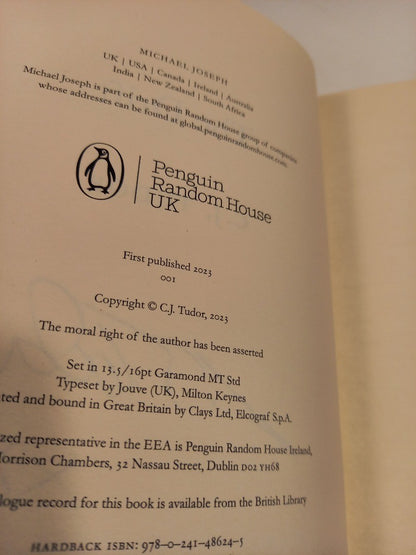 MICHAEL JOSEPH
UK | USA | Canada | Ireland | Australia
India | New Zealand | South Africa
Michael Joseph is part of the Penguin Random House group of companies
whose addresses can be found at global.penguinrandomhouse.com
Penguin
Random House
UK
First published 2023
001
Copyright © C.J. Tudor, 2023
The moral right of the author has been asserted
Set in 13.5/16pt Garamond MT Std
Typeset by Jouve (UK), Milton Keynes
ted and bound in Great Britain by Clays Ltd, Elcograf S.p.A.
zed representative in the EEA is Penguin Random House Ireland,
orrison Chambers, 32 Nassau Street, Dublin D02 YH68
logue record for this book is available from the British Library
HARDBACK ISBN: 978-0-241-48624-5